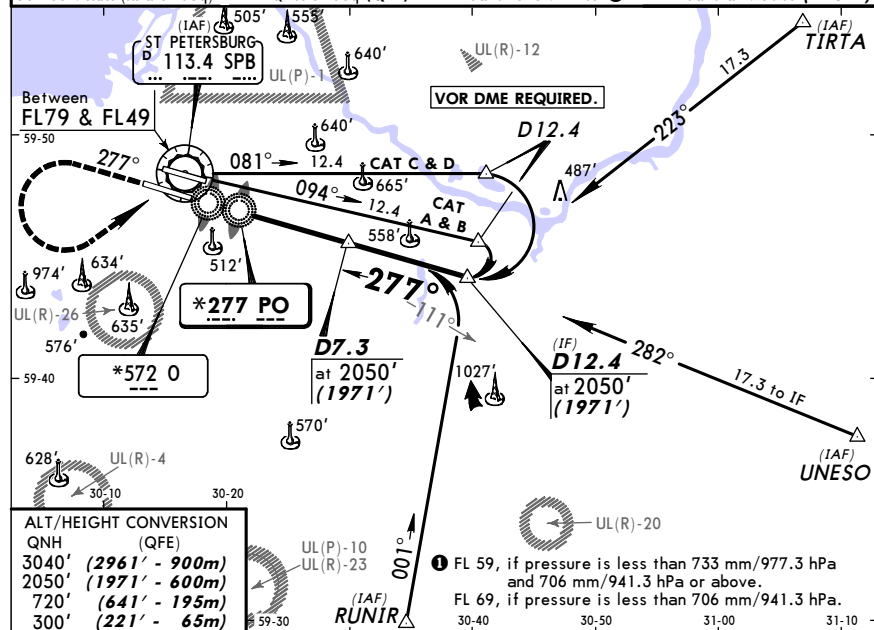 505'
555'
(IAF)
ST PETERSBURG
D 113.4 SPB
640'
UL(R)-12
UL(P)-1
(IAF)
TIRTA
17.3
223°
Between
FL79 & FL49
VOR DME REQUIRED.
59-50
640'
D12.4
277°
081°
12.4
CAT C & D
487'
665'
094°
12.4
CAT
A & B
558'
512'
974'
634'
277°
111°
*277 PO
UL(R)-26
635'
576'
*572 O
D7.3
at 2050'
(1971')
(IF)
D12.4
at 2050'
(1971')
282°
17.3 to IF
59-40
1027'
570'
(IAF)
UNESO
628'
UL(R)-4
30-10
30-20
UL(R)-20
ALT/HEIGHT CONVERSION
QNH (QFE)
3040' (2961' - 900m)
2050' (1971' - 600m)
720' (641' - 195m)
300' (221' - 65m)
UL(P)-10
UL(R)-23
001°
(IAF)
RUNIR
❶ FL 59, if pressure is less than 733 mm/977.3 hPa
and 706 mm/941.3 hPa or above.
FL 69, if pressure is less than 706 mm/941.3 hPa.
59-30
30-40
30-50
31-00
31-10